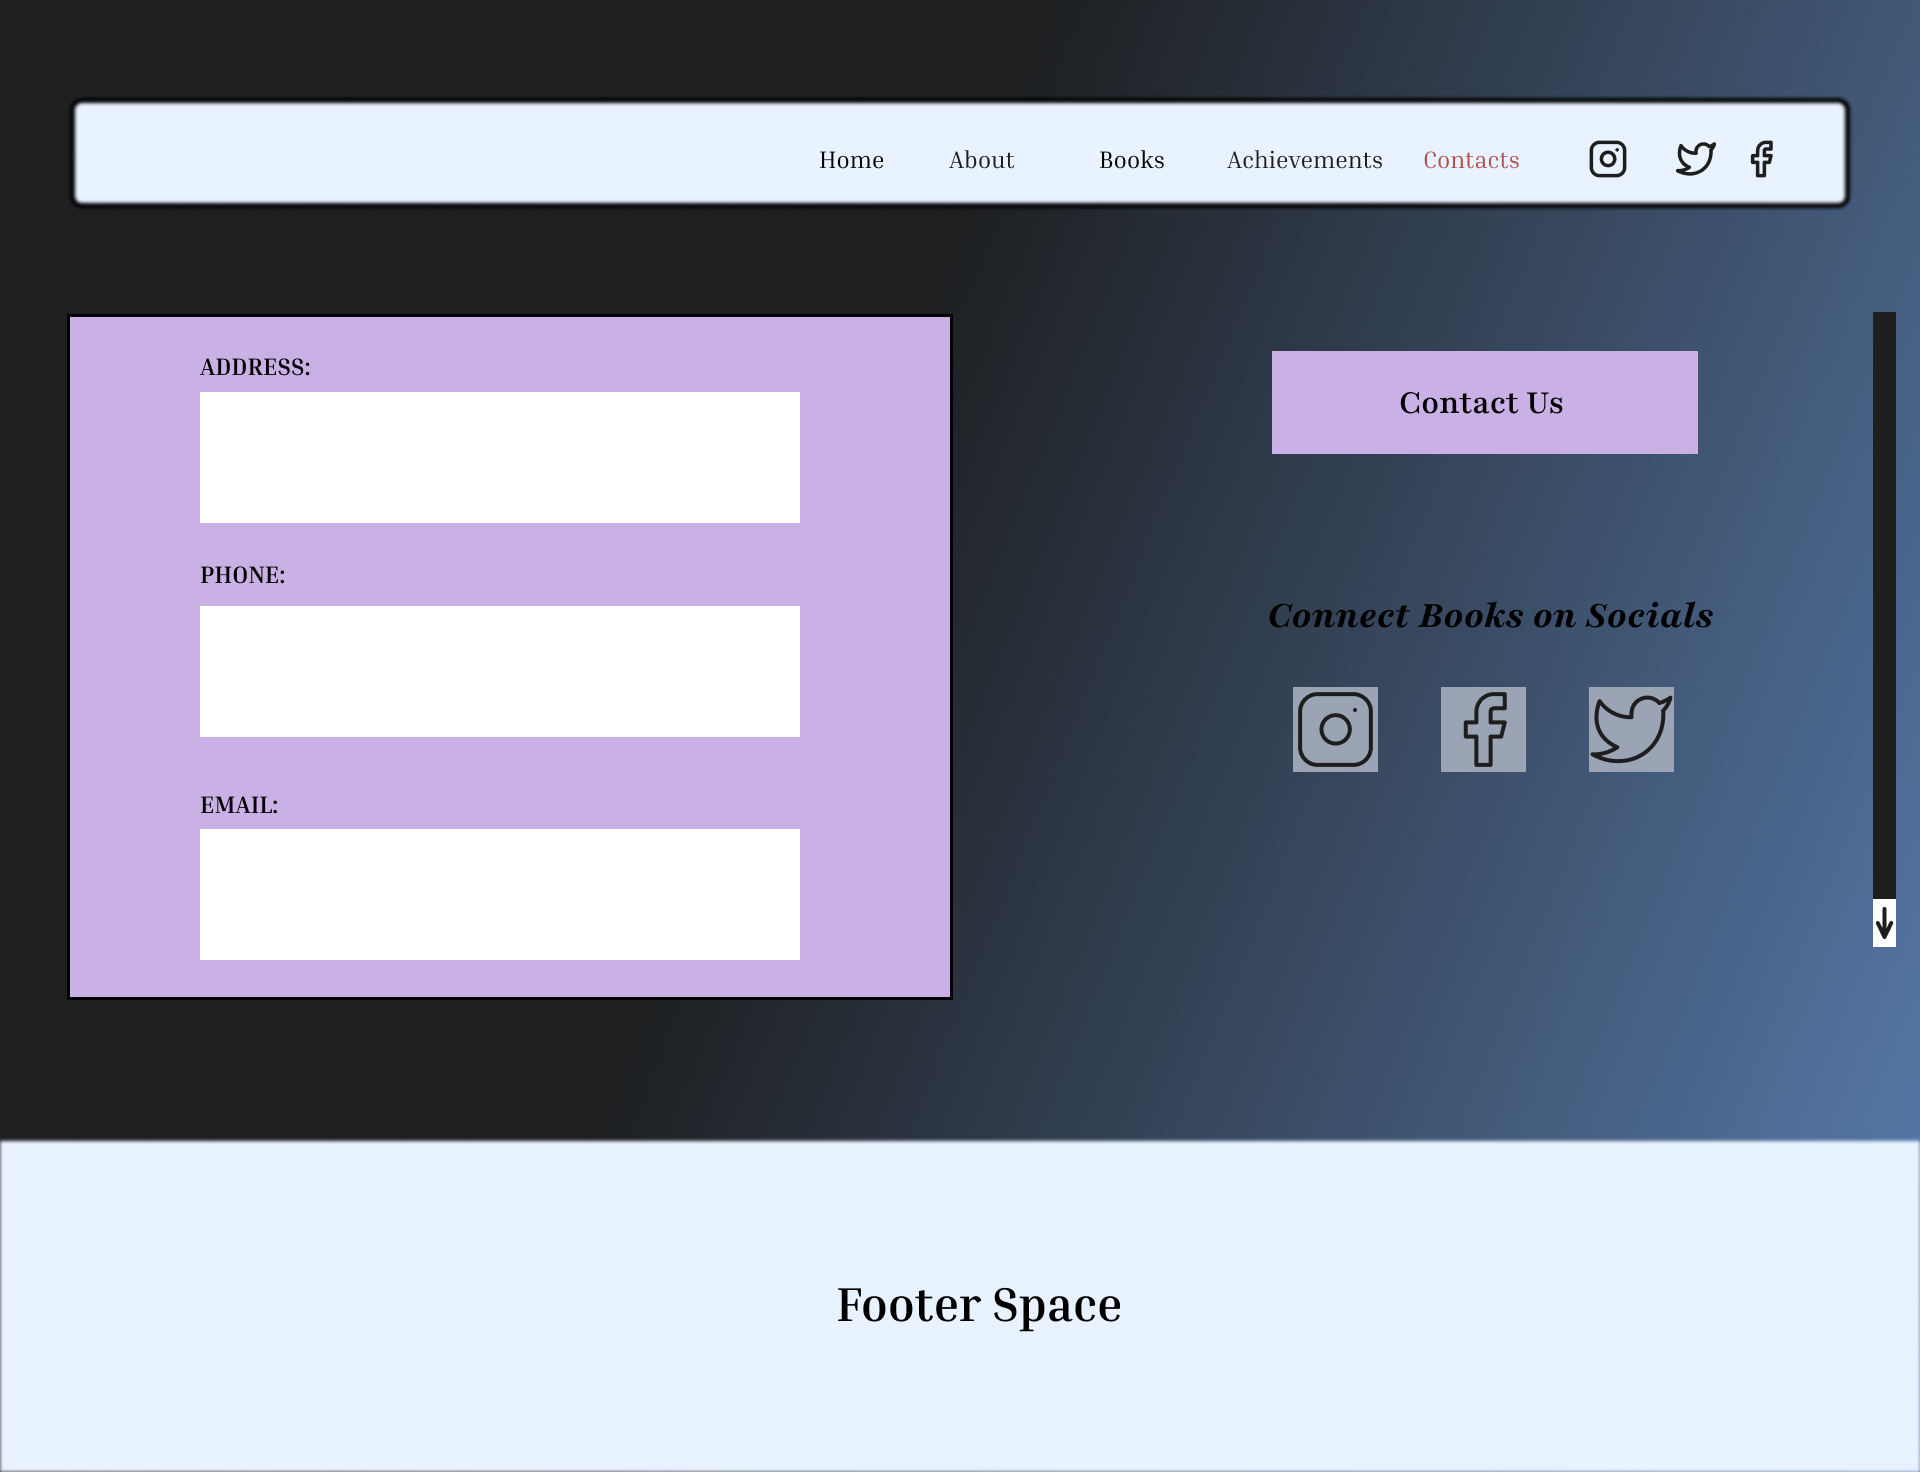 Home About Books Achievements Contacts
ADDRESS:
PHONE:
EMAIL:
Contact Us
Connect Books on Socials
Footer Space